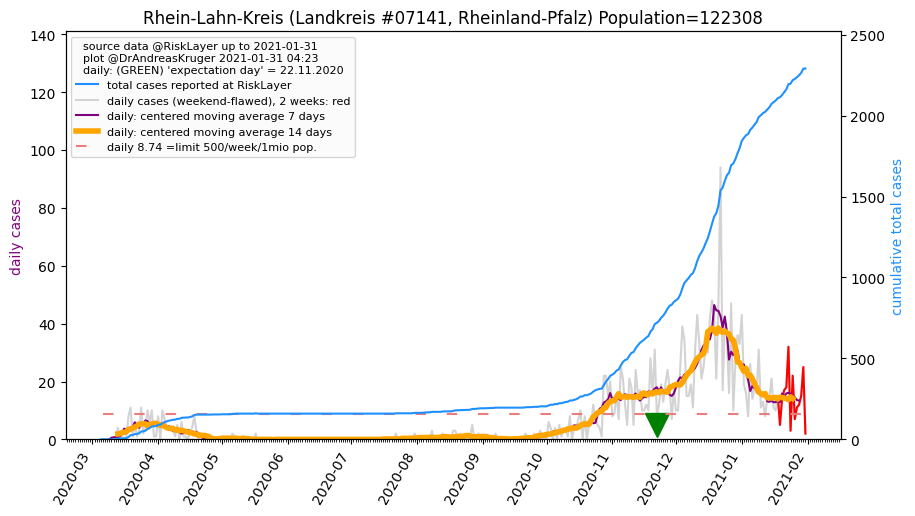 Rhein-Lahn-Kreis (Landkreis #07141, Rheinland-Pfalz) Population=122308
source data @RiskLayer up to 2021-01-31
plot @DrAndreasKruger 2021-01-31 04:23
daily: (GREEN) 'expectation day' = 22.11.2020
total cases reported at RiskLayer
daily cases (weekend-flawed), 2 weeks: red
daily: centered moving average 7 days
daily: centered moving average 14 days
daily 8.74 =limit 500/week/1mio pop.
daily cases
140
120
100
80
60
40
20
0
cumulative total cases
2500
2000
1500
1000
500
0
2020-03
2020-04
2020-05
2020-06
2020-07
2020-08
2020-09
2020-10
2020-11
2020-12
2021-01
2021-02